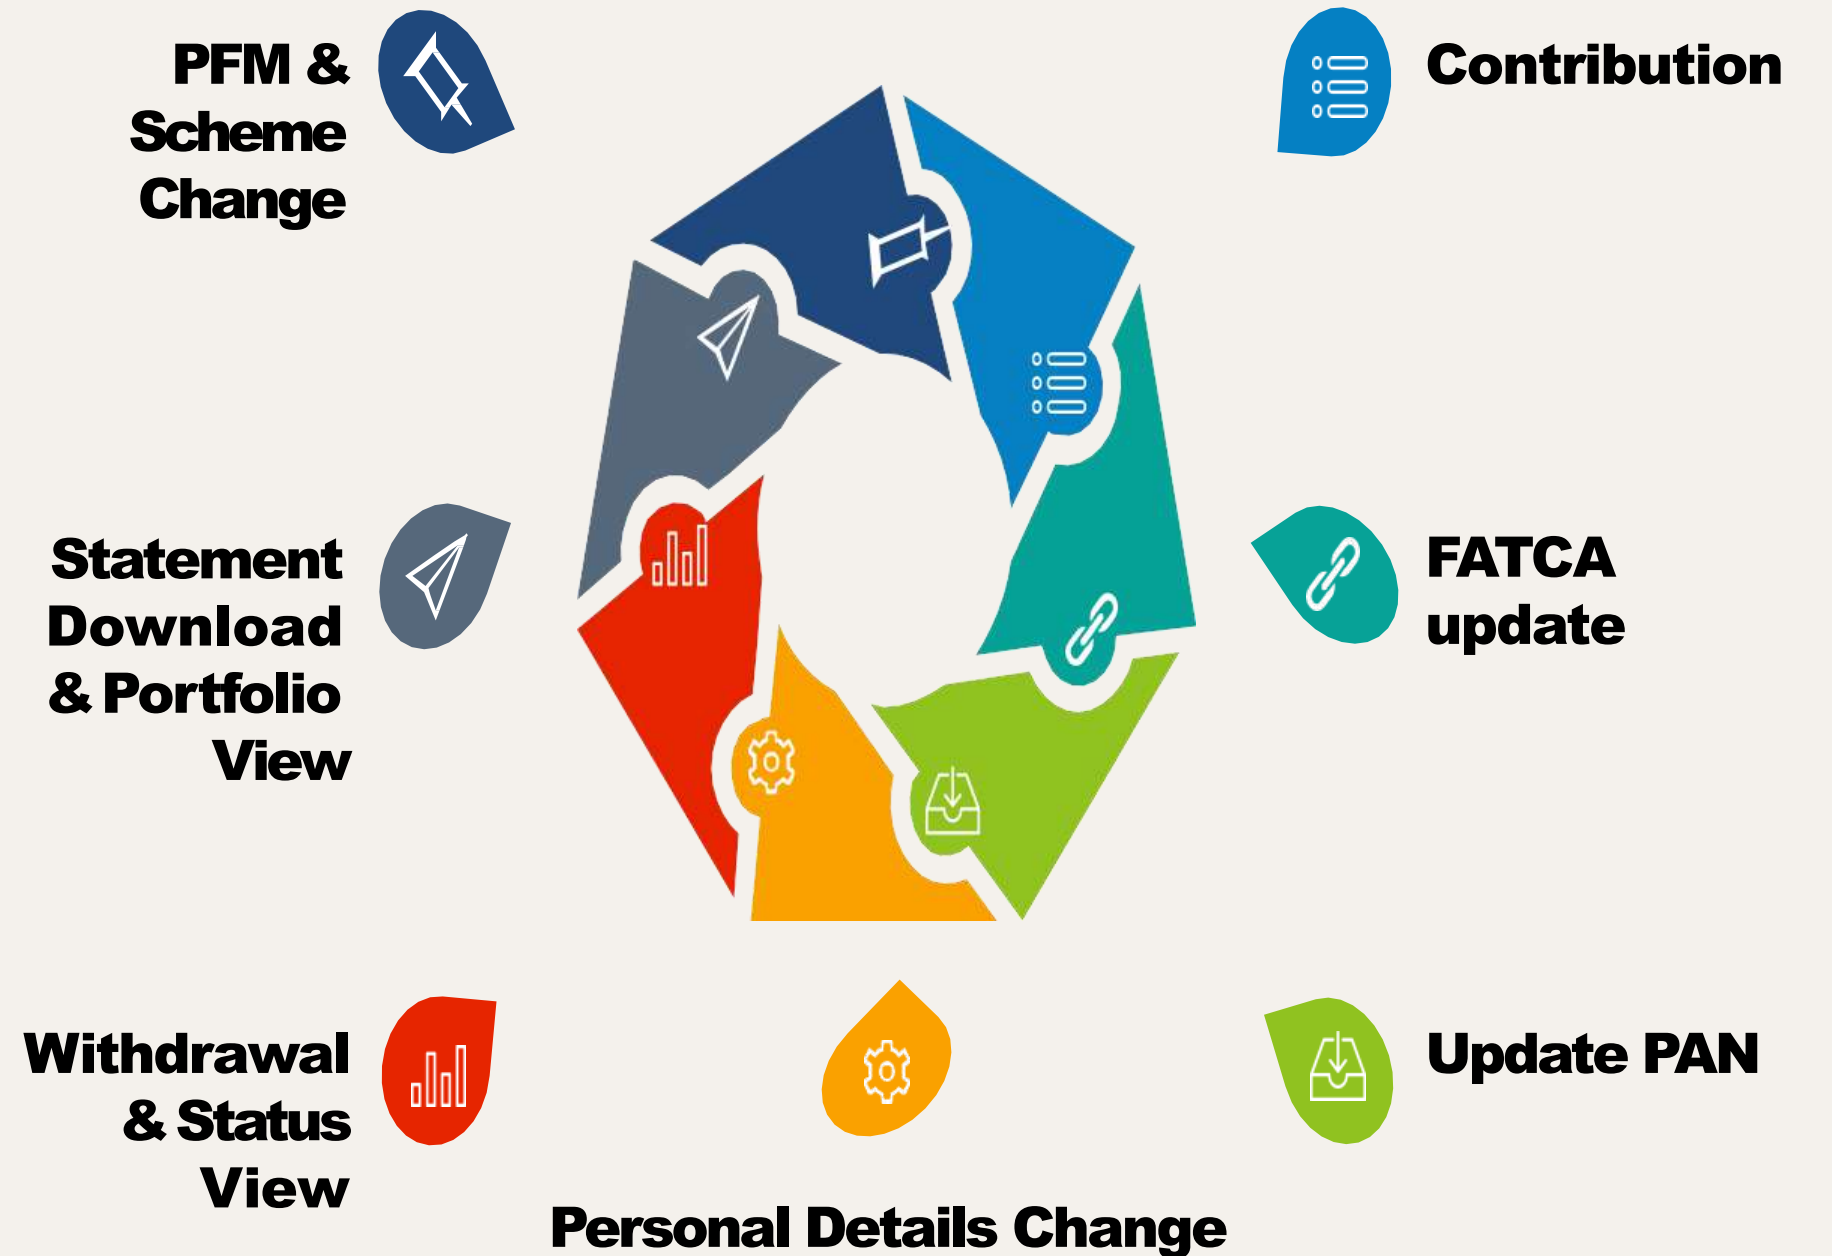 PFM &
Scheme
Change
Contribution
Statement
Download
& Portfolio
View
FATCA
update
Withdrawal
& Status
View
Update PAN
Personal Details Change